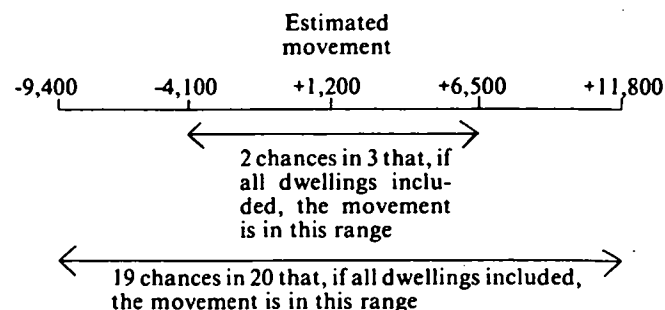 Estimated
movement
-9,400 -4,100 +1,200 +6,500 +11,800
2 chances in 3 that, if
all dwellings inclu-
ded, the movement
is in this range
19 chances in 20 that, if all dwellings included,
the movement is in this range